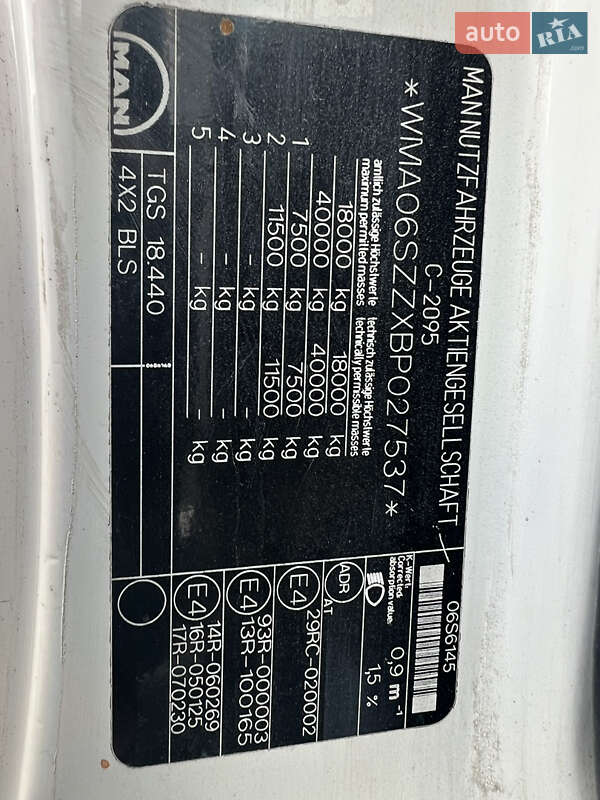 auto RIA .com
MAN NUTZFAHRZEUGE AKTIENGESELLSCHAFT
C-2095
*WMA06SZZXBP027537*
amtlich zulässige Höchstwerte
maximum permitted masses
technisch zulässige Höchstwerte
technically permissible masses
18000 kg 18000 kg
40000 kg 40000 kg
1 7500 kg 7500 kg
2 11500 kg 11500 kg
3 - kg - kg
4 - kg - kg
5 - kg - kg
MAN
TGS 18.440
4X2 BLS
06S6145
K-Wert:
Corrected
absorption value:
0,9 m⁻¹
1,5 %
ADR
AT
E4 29RC-020002
E4 93R-000003
13R-100165
E4 14R-060269
16R-050125
17R-070230